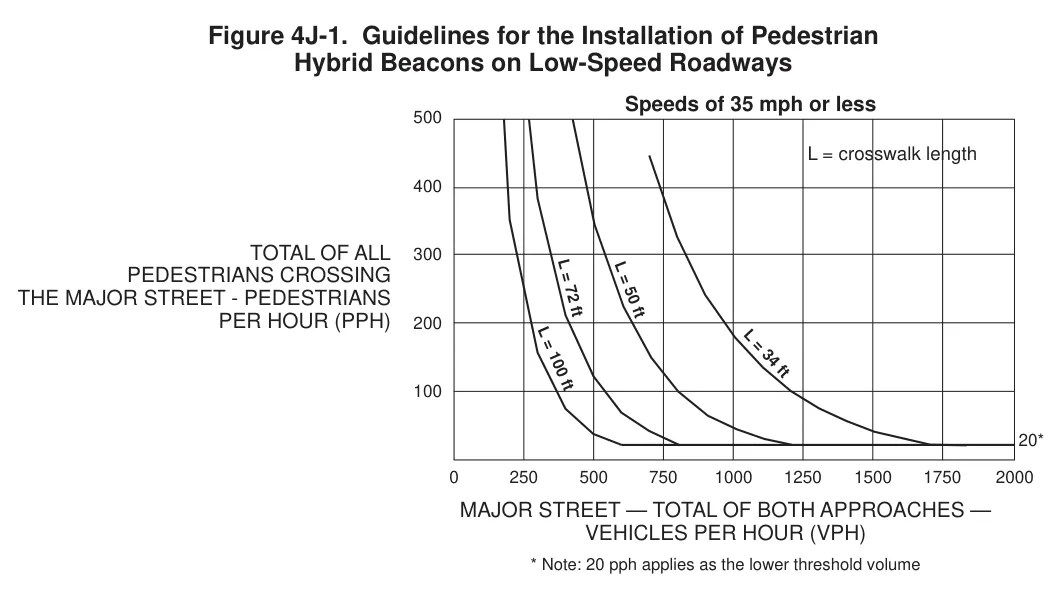 Figure 4J-1. Guidelines for the Installation of Pedestrian
Hybrid Beacons on Low-Speed Roadways
Speeds of 35 mph or less
L = crosswalk length
TOTAL OF ALL
PEDESTRIANS CROSSING
THE MAJOR STREET - PEDESTRIANS
PER HOUR (PPH)
500
400
300
200
100
L = 100 ft
L = 72 ft
L = 50 ft
L = 34 ft
20*
0 250 500 750 1000 1250 1500 1750 2000
MAJOR STREET — TOTAL OF BOTH APPROACHES —
VEHICLES PER HOUR (VPH)
* Note: 20 pph applies as the lower threshold volume